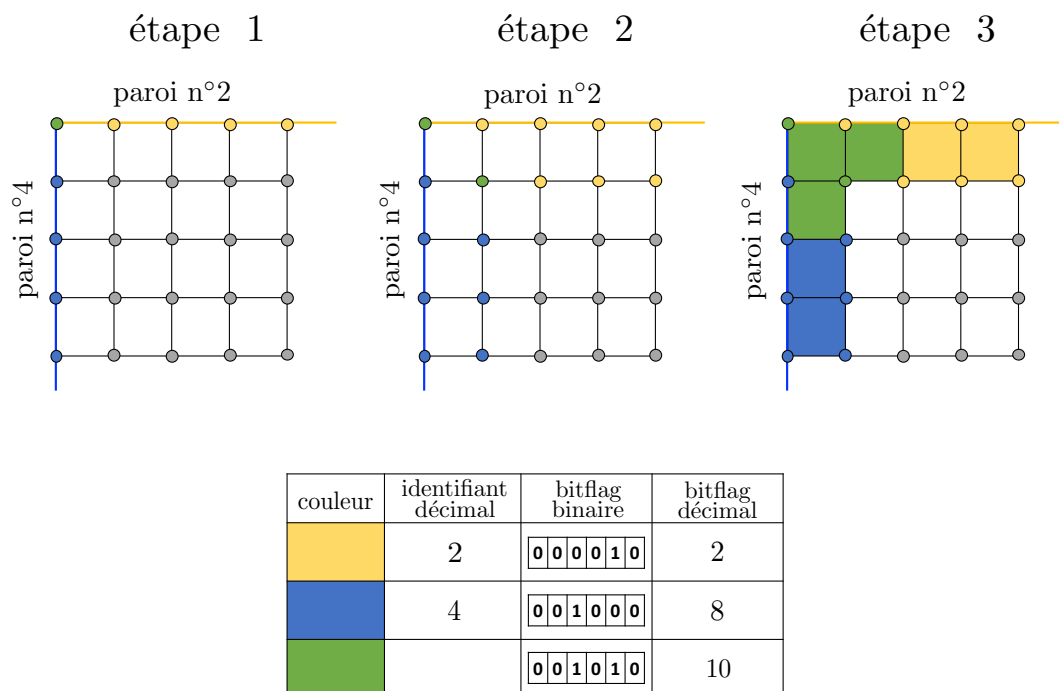 étape 1 étape 2 étape 3
paroi n°2 paroi n°2 paroi n°2
paroi n°4 paroi n°4 paroi n°4
couleur identifiant décimal bitflag binaire bitflag décimal
2 0 0 0 0 1 0 2
4 0 0 1 0 0 0 8
0 0 1 0 1 0 10